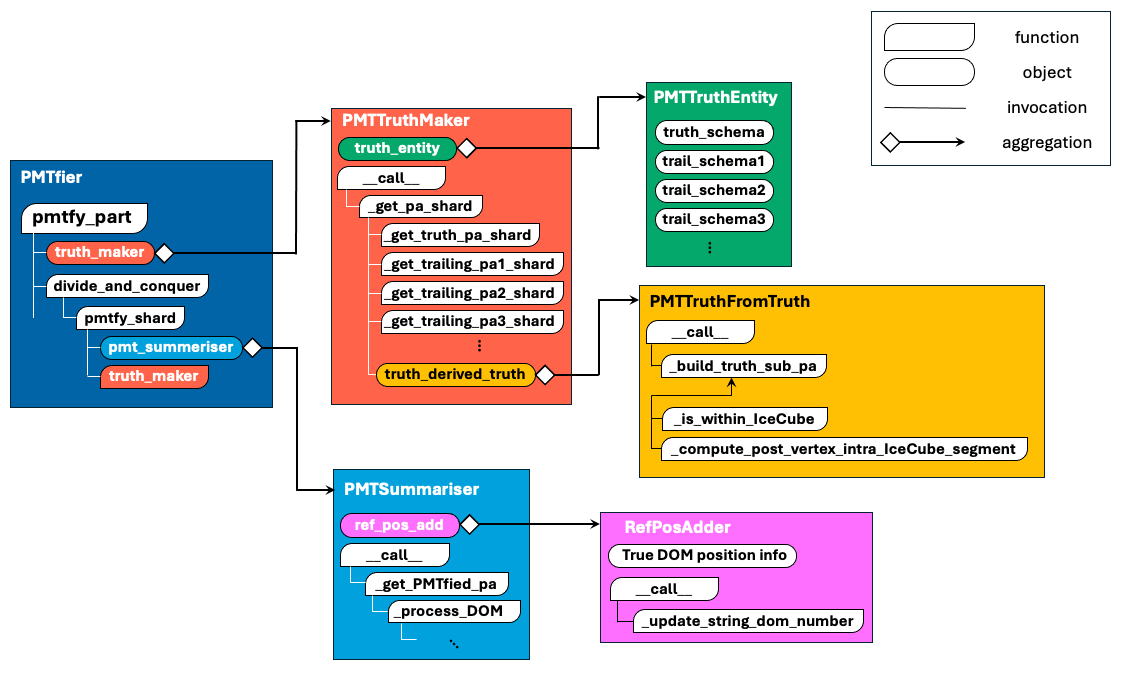 function
object
invocation
aggregation
PMTfier
pmtfy_part
truth_maker
divide_and_conquer
pmtfy_shard
pmt_summeriser
truth_maker
PMTTruthMaker
truth_entity
__call__
_get_pa_shard
_get_truth_pa_shard
_get_trailing_pa1_shard
_get_trailing_pa2_shard
_get_trailing_pa3_shard
⋮
truth_derived_truth
PMTTruthEntity
truth_schema
trail_schema1
trail_schema2
trail_schema3
⋮
PMTTruthFromTruth
__call__
_build_truth_sub_pa
_is_within_IceCube
_compute_post_vertex_intra_IceCube_segment
PMTSummariser
ref_pos_add
__call__
_get_PMTfied_pa
_process_DOM
⋱
RefPosAdder
True DOM position info
__call__
_update_string_dom_number